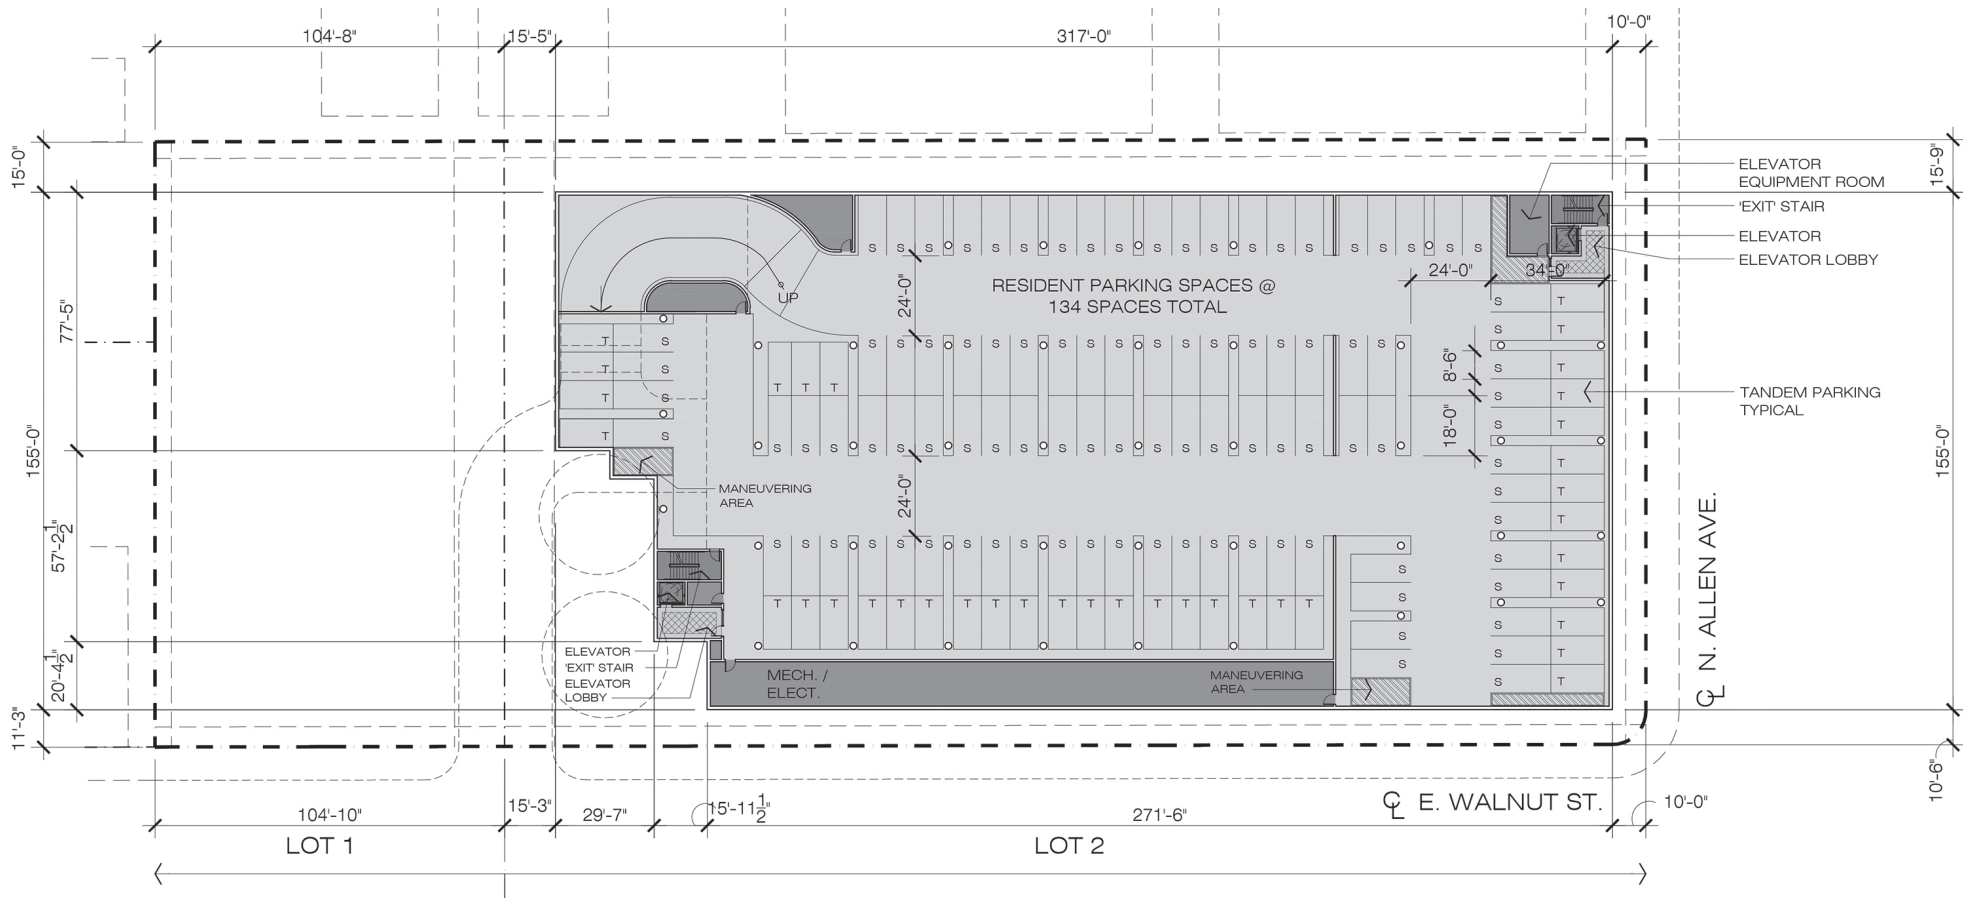 104'-8"
15'-5"
317'-0"
10'-0"
15'-0"
15'-9"
ELEVATOR
EQUIPMENT ROOM
'EXIT' STAIR
ELEVATOR
ELEVATOR LOBBY
S S S S S S S S S S S S S S S S S S S S
24'-0"
34'-0"
RESIDENT PARKING SPACES @
134 SPACES TOTAL
24'-0"
UP
77'-5"
155'-0"
T S
T S
T S
T S
S S S S S S S S S S S S S S S S S
T T T
8'-6"
18'-0"
S S S S S S S S S S S S S S S S S S S S
S T
S T
S T
S T
S T
S T
S T
S T
S T
S T
S T
S T
S T
TANDEM PARKING
TYPICAL
155'-0"
MANEUVERING
AREA
24'-0"
57'-2 1/2"
S S S S S S S S S S S S S S S S S S
T T T T T T T T T T T T T T T T T T
S
S
S
℄ N. ALLEN AVE.
ELEVATOR
'EXIT' STAIR
ELEVATOR
LOBBY
MECH. /
ELECT.
MANEUVERING
AREA
20'-4 1/2"
11'-3"
10'-6"
104'-10"
15'-3"
29'-7"
15'-11 1/2"
271'-6"
℄ E. WALNUT ST.
10'-0"
LOT 1
LOT 2